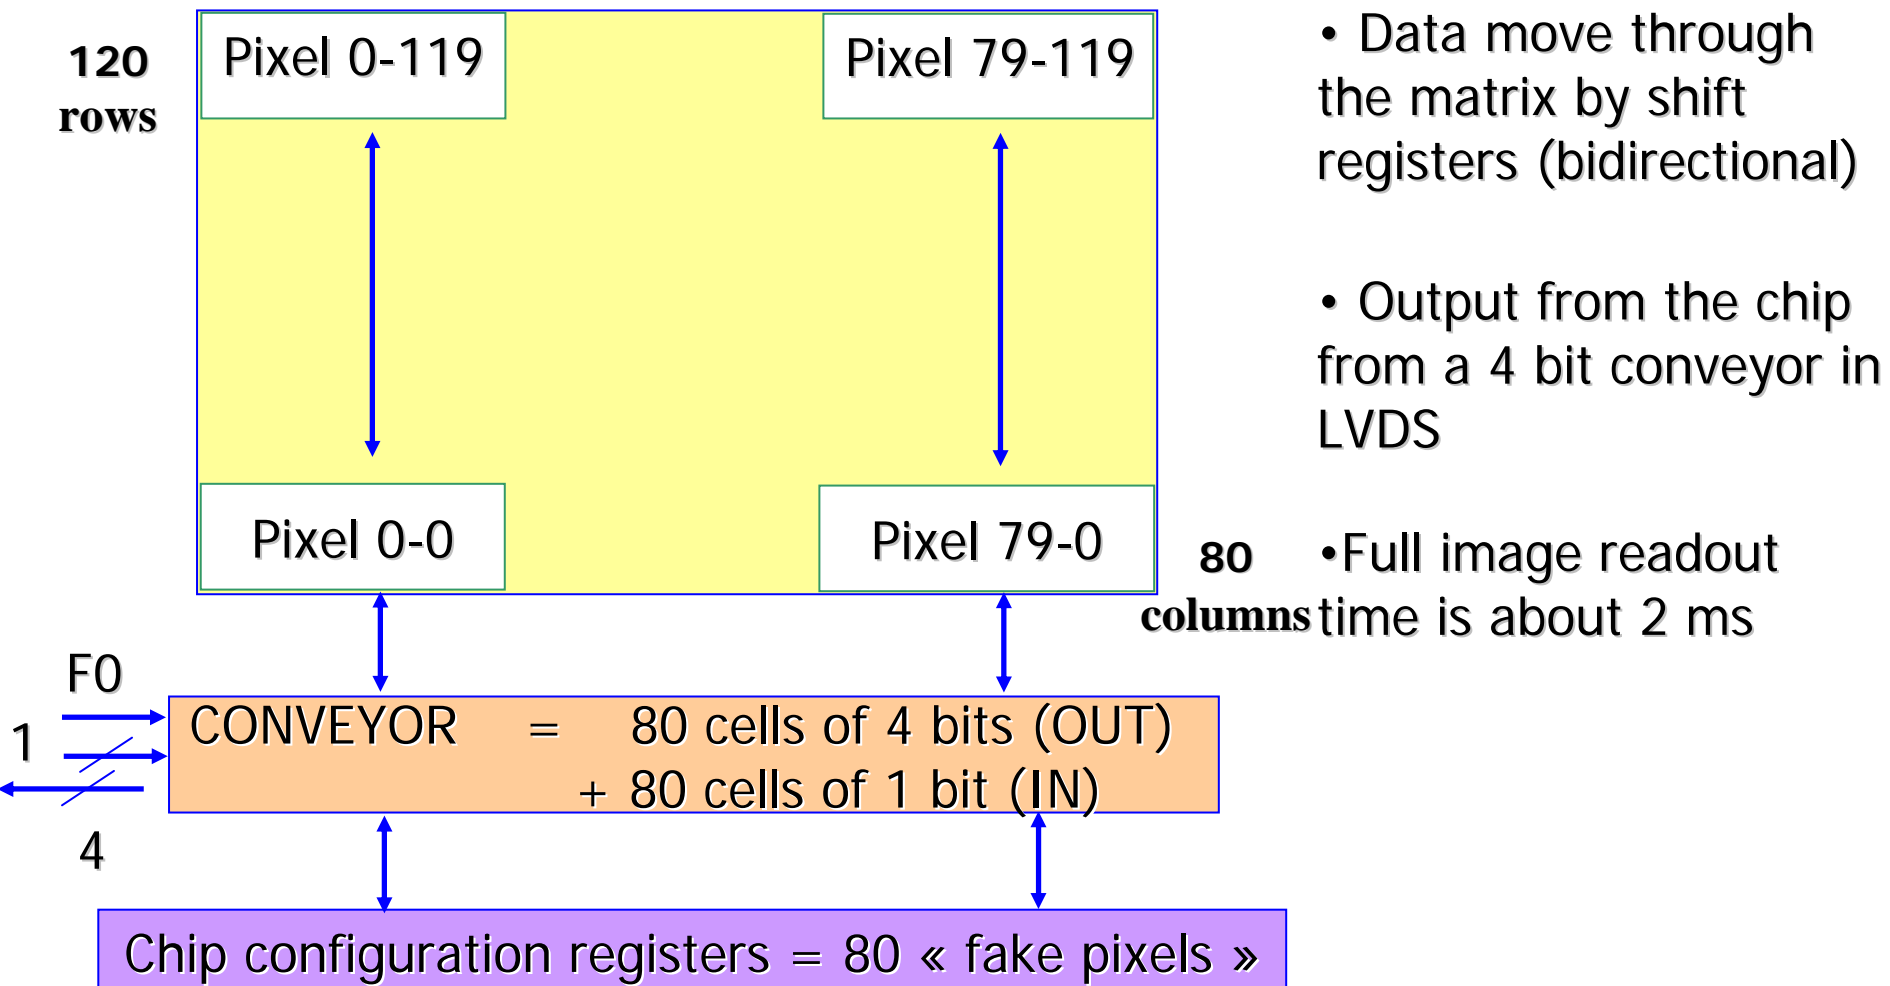 120
rows
Pixel 0-119
Pixel 79-119
Pixel 0-0
Pixel 79-0
80
columns
• Data move through
the matrix by shift
registers (bidirectional)
• Output from the chip
from a 4 bit conveyor in
LVDS
•Full image readout
time is about 2 ms
F0
1
4
CONVEYOR = 80 cells of 4 bits (OUT)
+ 80 cells of 1 bit (IN)
Chip configuration registers = 80 « fake pixels »